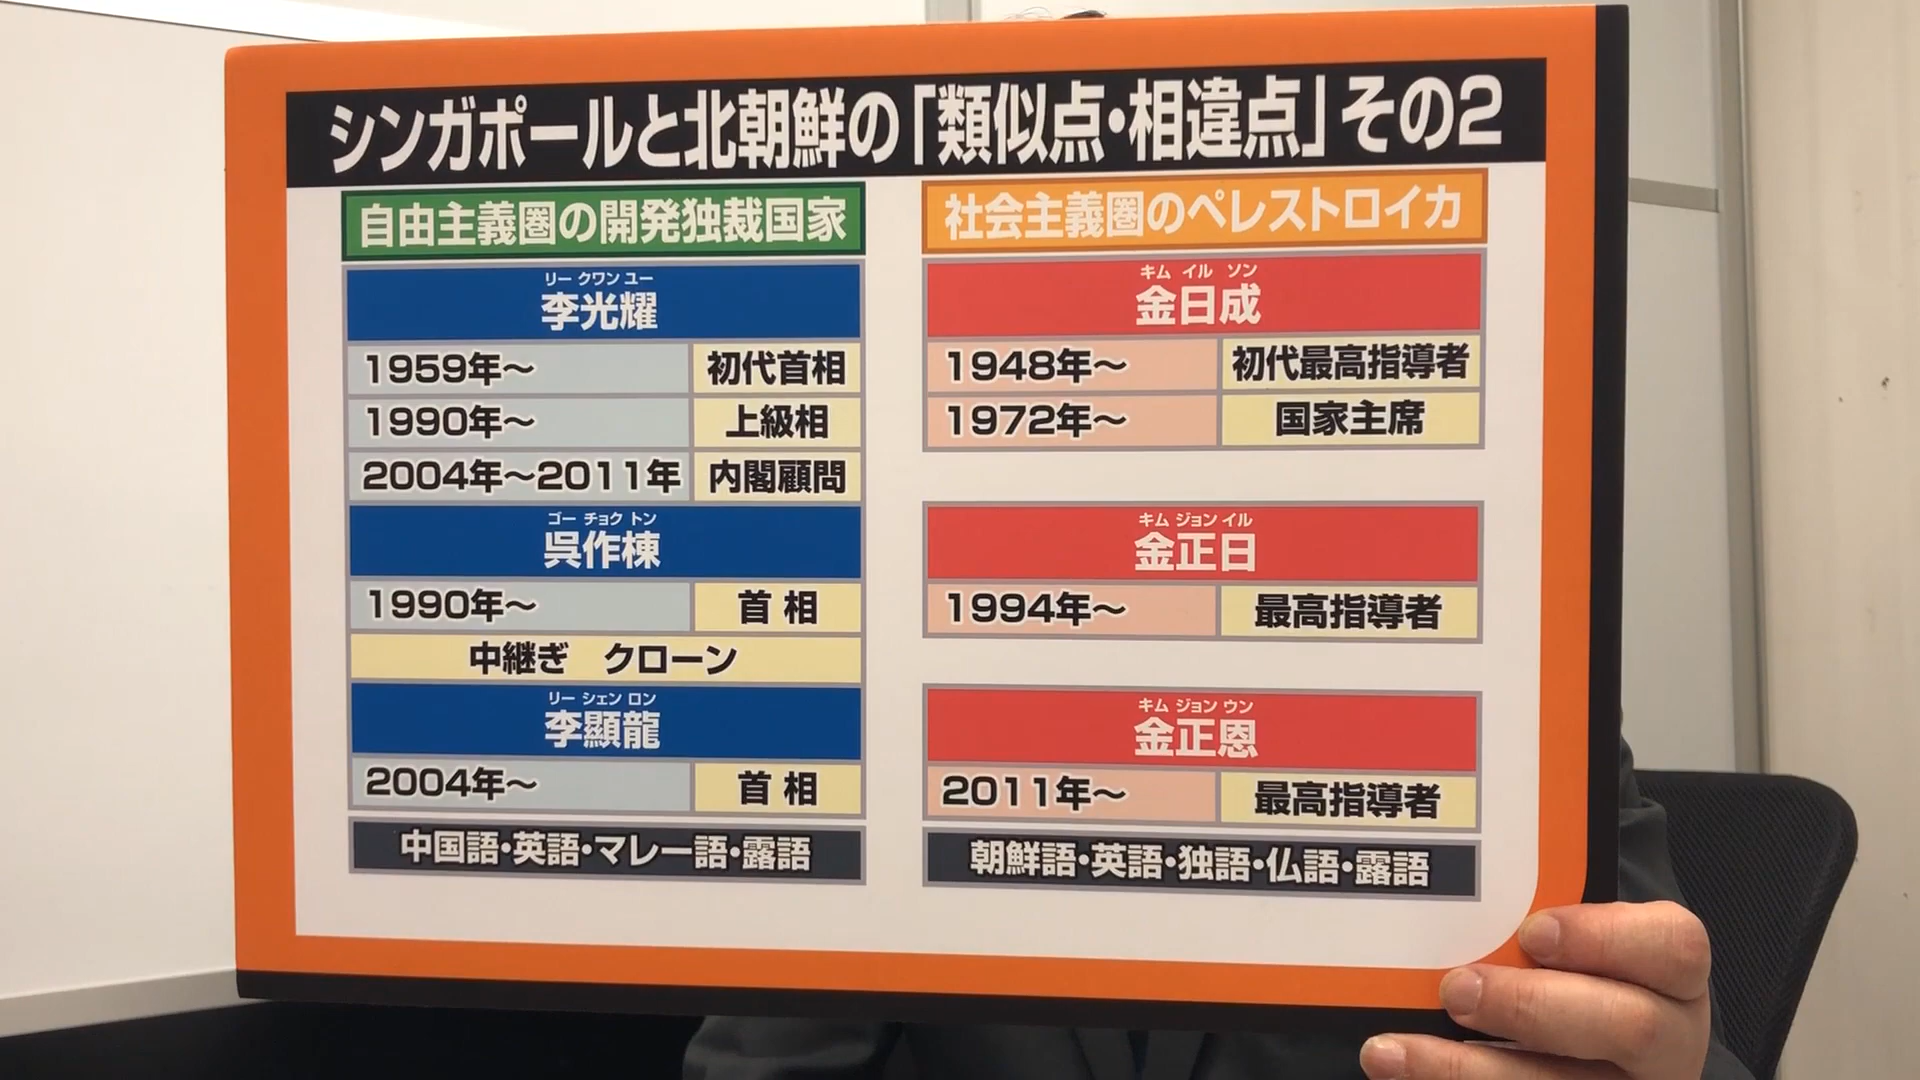 シンガポールと北朝鮮の「類似点・相違点」その2
自由主義圏の開発独裁国家
リー クワン ユー
李光耀
1959年～ 初代首相
1990年～ 上級相
2004年～2011年 内閣顧問
ゴー チョク トン
呉作棟
1990年～ 首相
中継ぎ クローン
リー シェン ロン
李顯龍
2004年～ 首相
中国語・英語・マレー語・露語
社会主義圏のペレストロイカ
キム イル ソン
金日成
1948年～ 初代最高指導者
1972年～ 国家主席
キム ジョン イル
金正日
1994年～ 最高指導者
キム ジョン ウン
金正恩
2011年～ 最高指導者
朝鮮語・英語・独語・仏語・露語